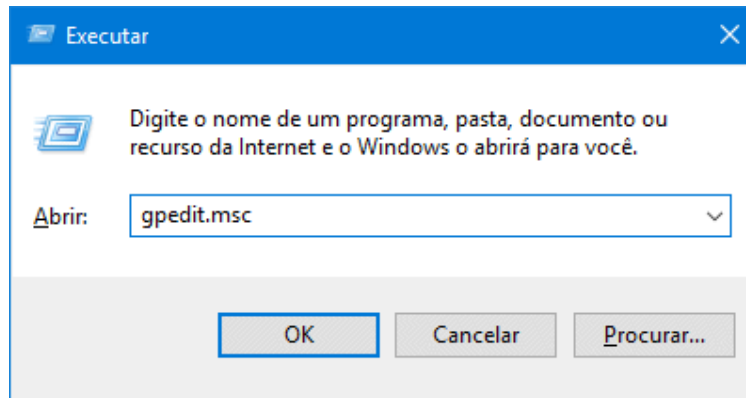 Executar
Digite o nome de um programa, pasta, documento ou
recurso da Internet e o Windows o abrirá para você.
Abrir: gpedit.msc
OK Cancelar Procurar...